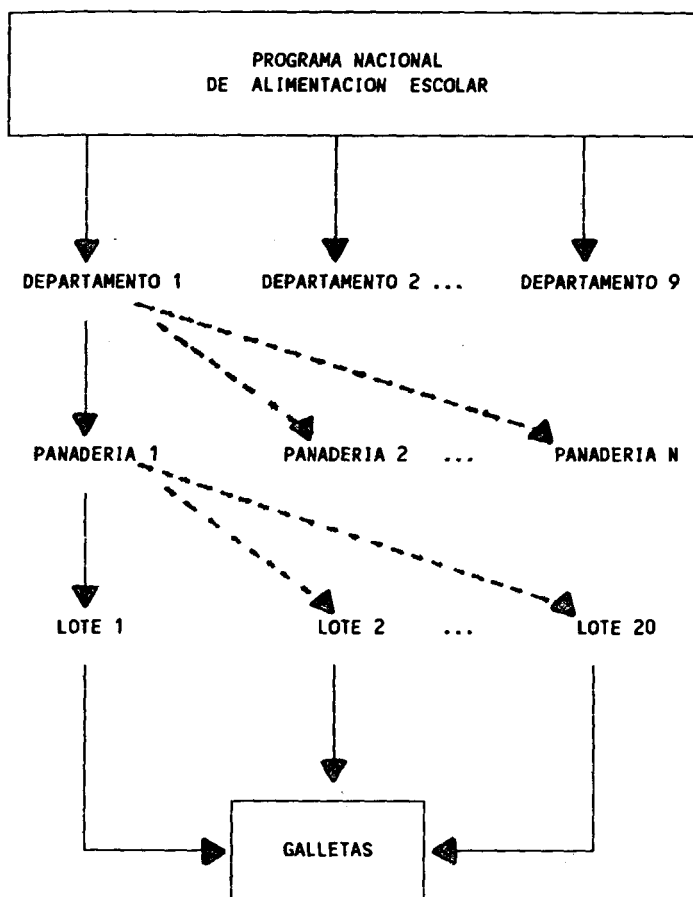 PROGRAMA NACIONAL
DE ALIMENTACION ESCOLAR
DEPARTAMENTO 1 DEPARTAMENTO 2 ... DEPARTAMENTO 9
PANADERIA 1 PANADERIA 2 ... PANADERIA N
LOTE 1 LOTE 2 ... LOTE 20
GALLETAS